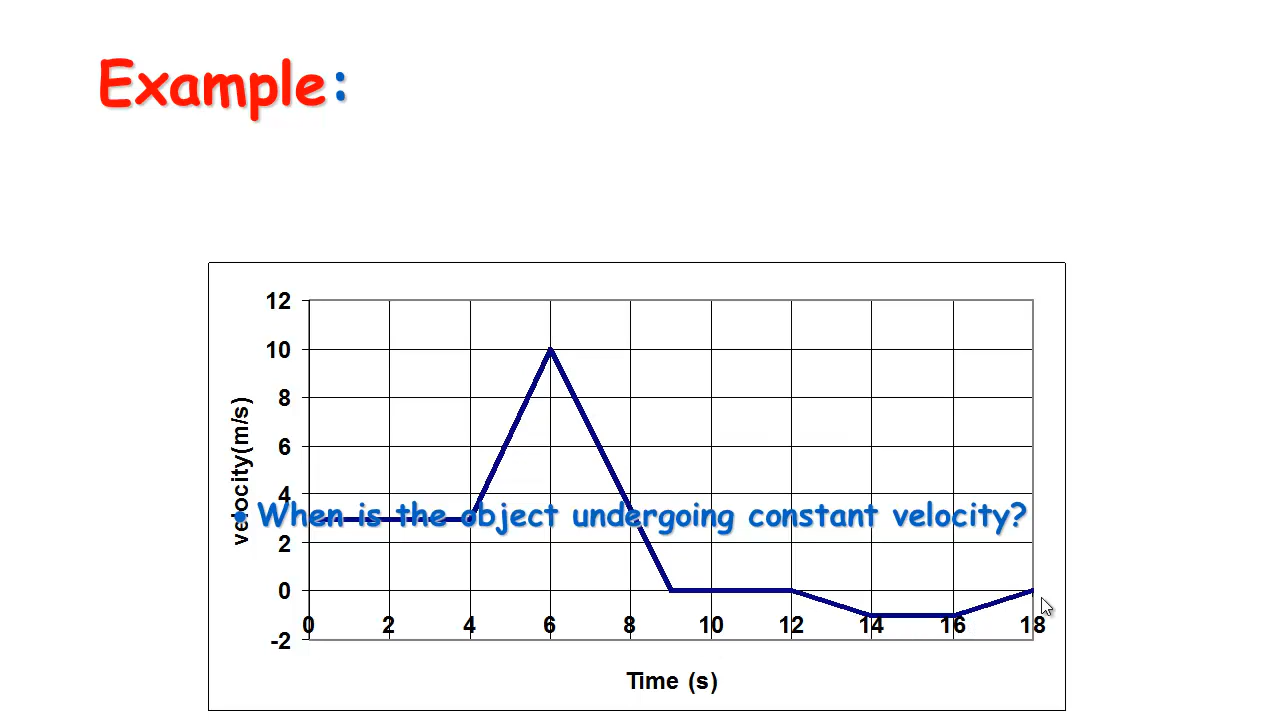 Example:
12
10
8
6
4
2
0
-2
velocity(m/s)
• When is the object undergoing constant velocity?
0 2 4 6 8 10 12 14 16 18
Time (s)